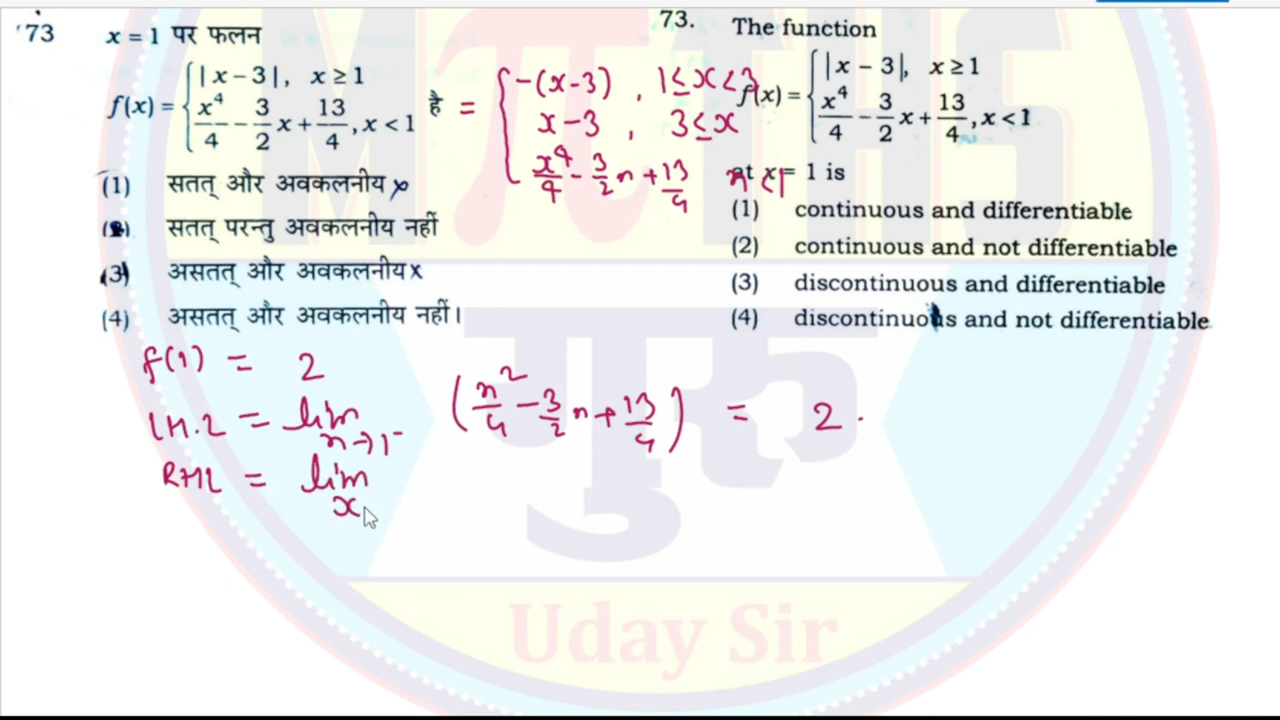 '73 x = 1 पर फलन
f(x) = { |x − 3|, x ≥ 1
x⁴/4 − 3/2 x + 13/4, x < 1 है
(1) सतत् और अवकलनीय x
(2) सतत् परन्तु अवकलनीय नहीं
(3) असतत् और अवकलनीय x
(4) असतत् और अवकलनीय नहीं।
= { −(x−3), 1 ≤ x < 3
x−3, 3 ≤ x
x⁴/4 − 3/2 x + 13/4 x < 1
73. The function
f(x) = { |x − 3|, x ≥ 1
x⁴/4 − 3/2 x + 13/4, x < 1
at x = 1 is
(1) continuous and differentiable
(2) continuous and not differentiable
(3) discontinuous and differentiable
(4) discontinuous and not differentiable
f(1) = 2
LH.L = lim x→1⁻ (x²/4 − 3/2 x + 13/4) = 2.
RHL = lim x
MπTHS
गुरु
Uday Sir